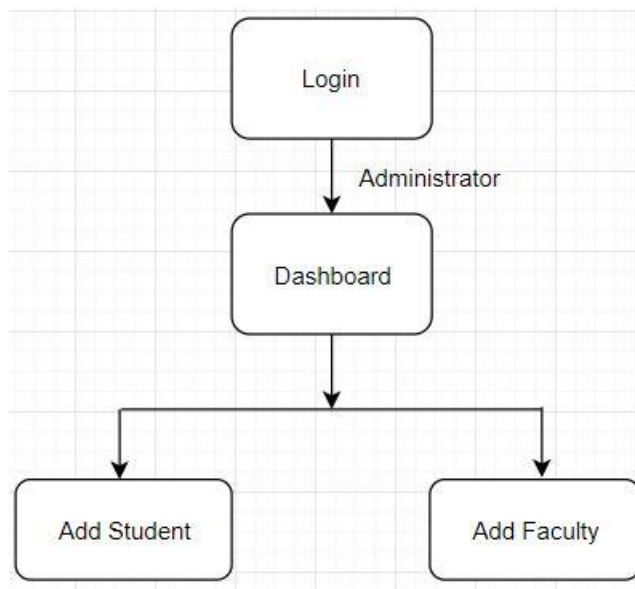 Login
Administrator
Dashboard
Add Student
Add Faculty